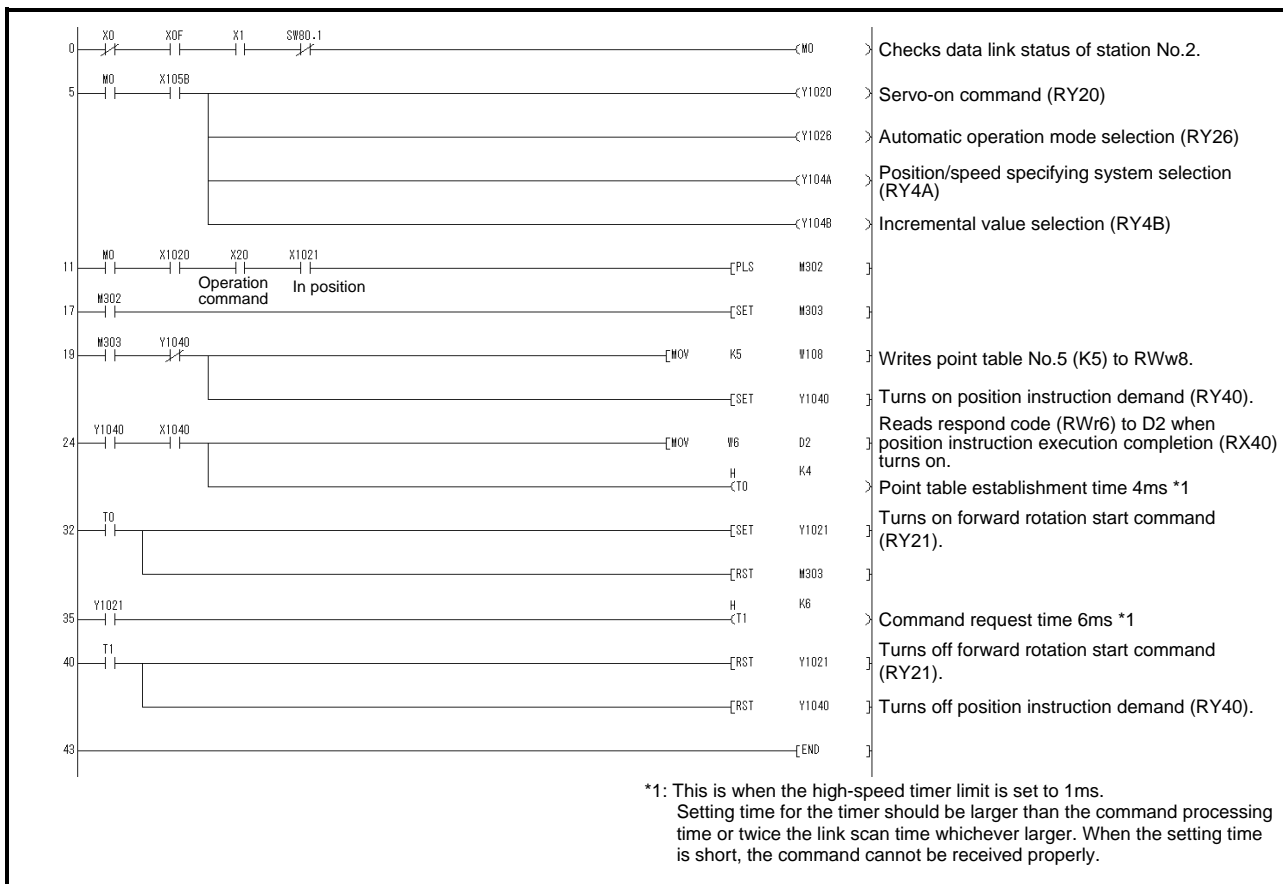 X0 X0F X1 SW80.1
0 (M0 ) Checks data link status of station No.2.
M0 X105B
5 (Y1020 ) Servo-on command (RY20)
(Y1026 ) Automatic operation mode selection (RY26)
(Y104A ) Position/speed specifying system selection
(RY4A)
(Y104B ) Incremental value selection (RY4B)
M0 X1020 X20 X1021
11 [PLS M302 ]
Operation
command
In position
M302
17 [SET M303 ]
M303 Y1040
19 [MOV K5 W108 ] Writes point table No.5 (K5) to RWw8.
[SET Y1040 ] Turns on position instruction demand (RY40).
Y1040 X1040
24 [MOV W6 D2 ] Reads respond code (RWr6) to D2 when
position instruction execution completion (RX40)
turns on.
H K4
(T0 ) Point table establishment time 4ms *1
T0
32 [SET Y1021 ] Turns on forward rotation start command
(RY21).
[RST M303 ]
Y1021 H K6
35 (T1 ) Command request time 6ms *1
T1
40 [RST Y1021 ] Turns off forward rotation start command
(RY21).
[RST Y1040 ] Turns off position instruction demand (RY40).
43 [END ]
*1: This is when the high-speed timer limit is set to 1ms.
Setting time for the timer should be larger than the command processing
time or twice the link scan time whichever larger. When the setting time
is short, the command cannot be received properly.